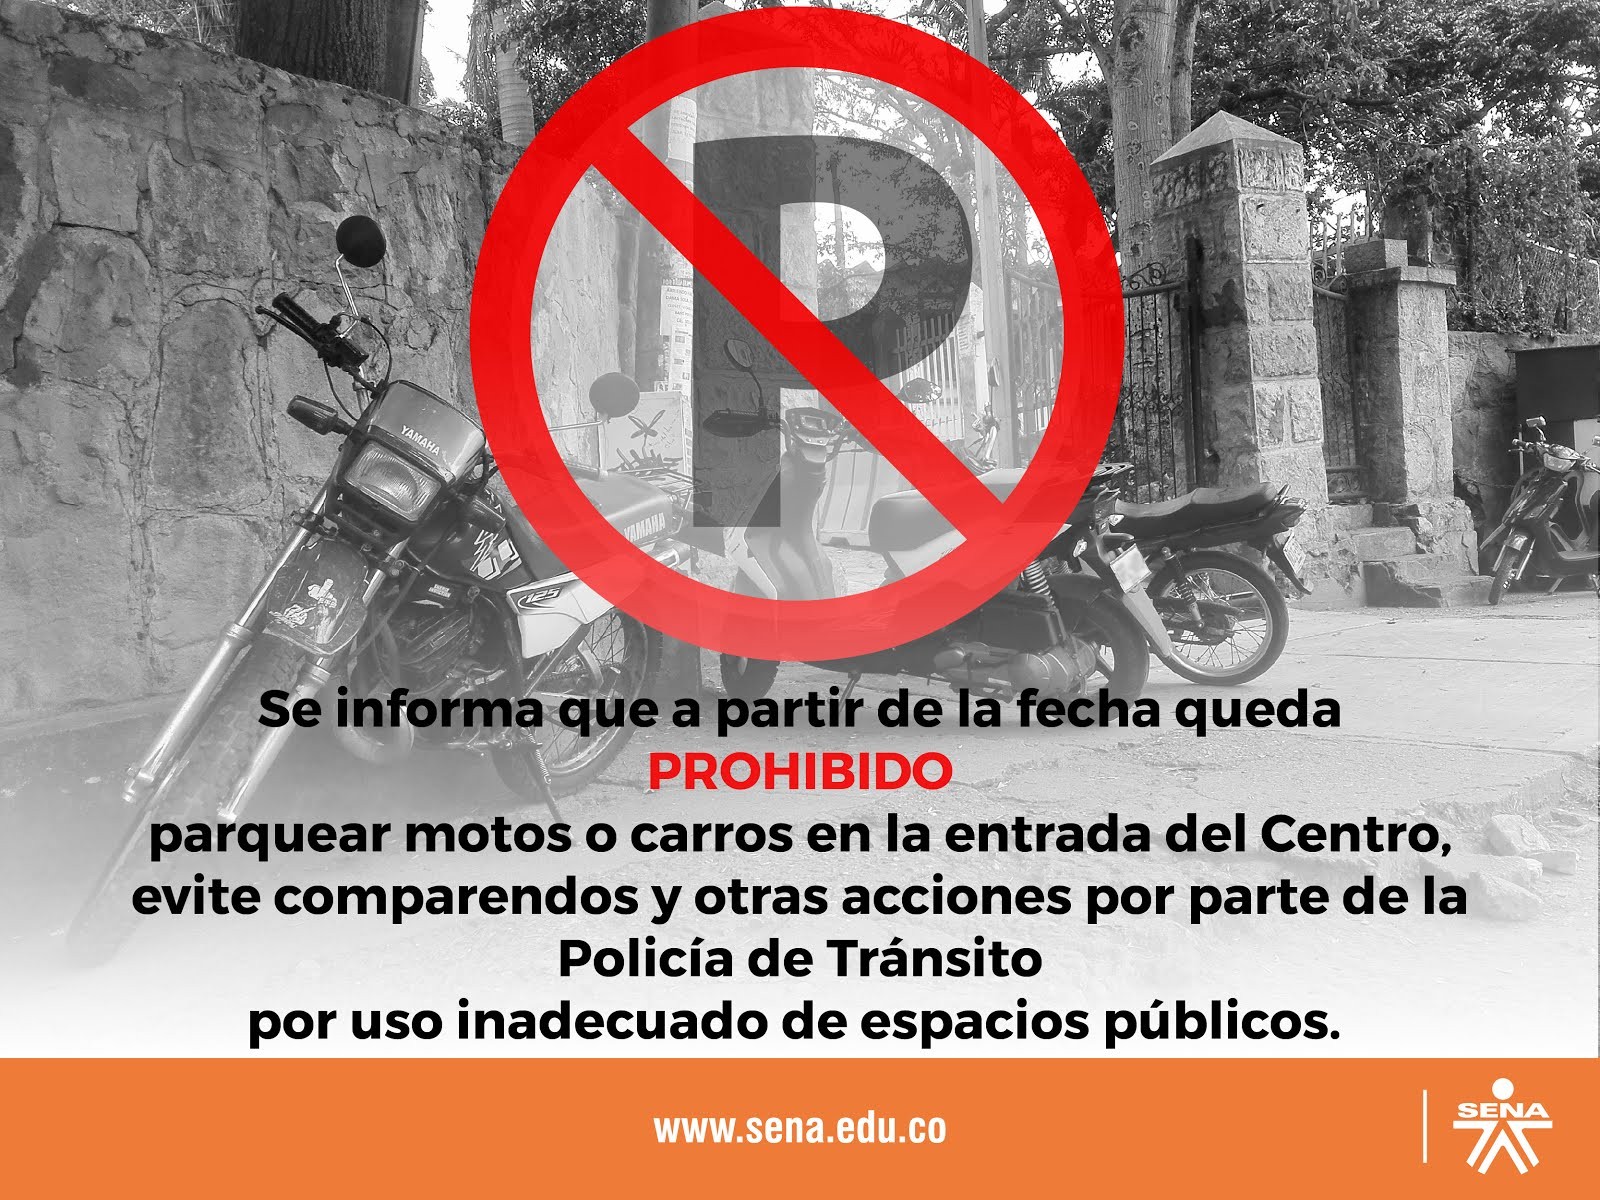 P
YAMAHA
YAMAHA
125
Se informa que a partir de la fecha queda
PROHIBIDO
parquear motos o carros en la entrada del Centro,
evite comparendos y otras acciones por parte de la
Policía de Tránsito
por uso inadecuado de espacios públicos.
www.sena.edu.co
SENA